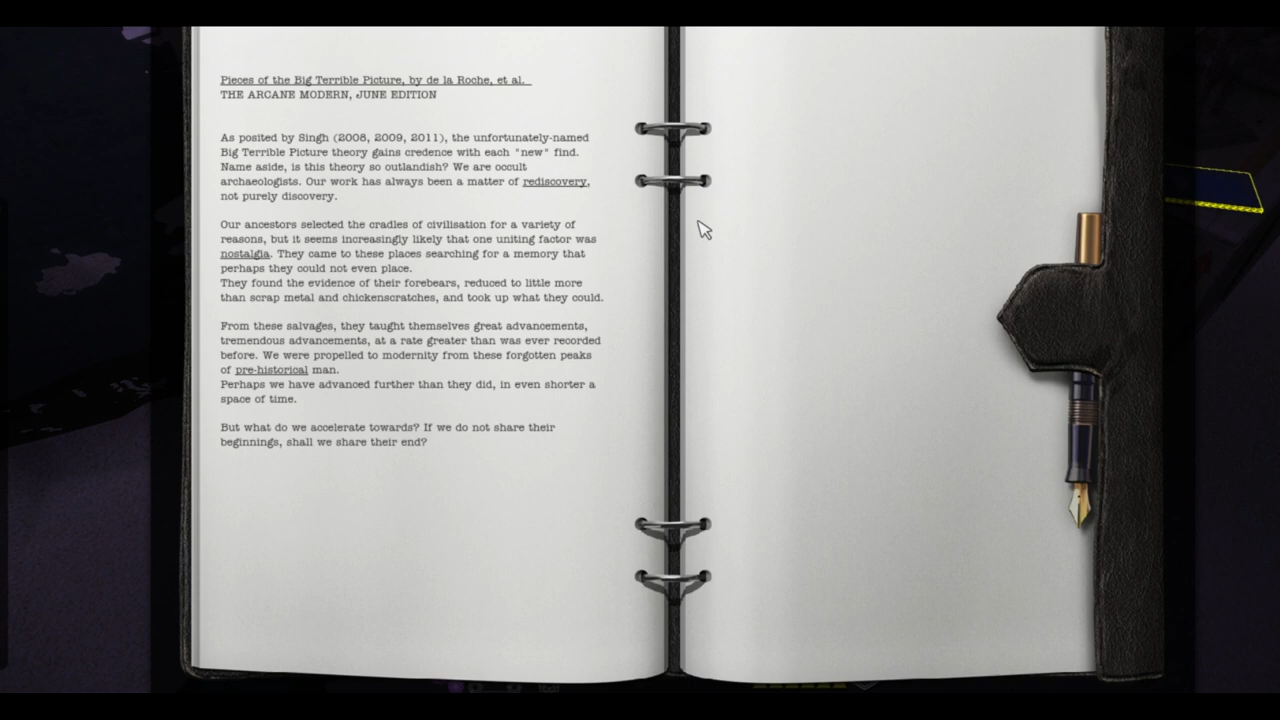 Pieces of the Big Terrible Picture, by de la Roche, et al.
THE ARCANE MODERN, JUNE EDITION
As posited by Singh (2008, 2009, 2011), the unfortunately-named
Big Terrible Picture theory gains credence with each "new" find.
Name aside, is this theory so outlandish? We are occult
archaeologists. Our work has always been a matter of rediscovery,
not purely discovery.
Our ancestors selected the cradles of civilisation for a variety of
reasons, but it seems increasingly likely that one uniting factor was
nostalgia. They came to these places searching for a memory that
perhaps they could not even place.
They found the evidence of their forebears, reduced to little more
than scrap metal and chickenscratches, and took up what they could.
From these salvages, they taught themselves great advancements,
tremendous advancements, at a rate greater than was ever recorded
before. We were propelled to modernity from these forgotten peaks
of pre-historical man.
Perhaps we have advanced further than they did, in even shorter a
space of time.
But what do we accelerate towards? If we do not share their
beginnings, shall we share their end?